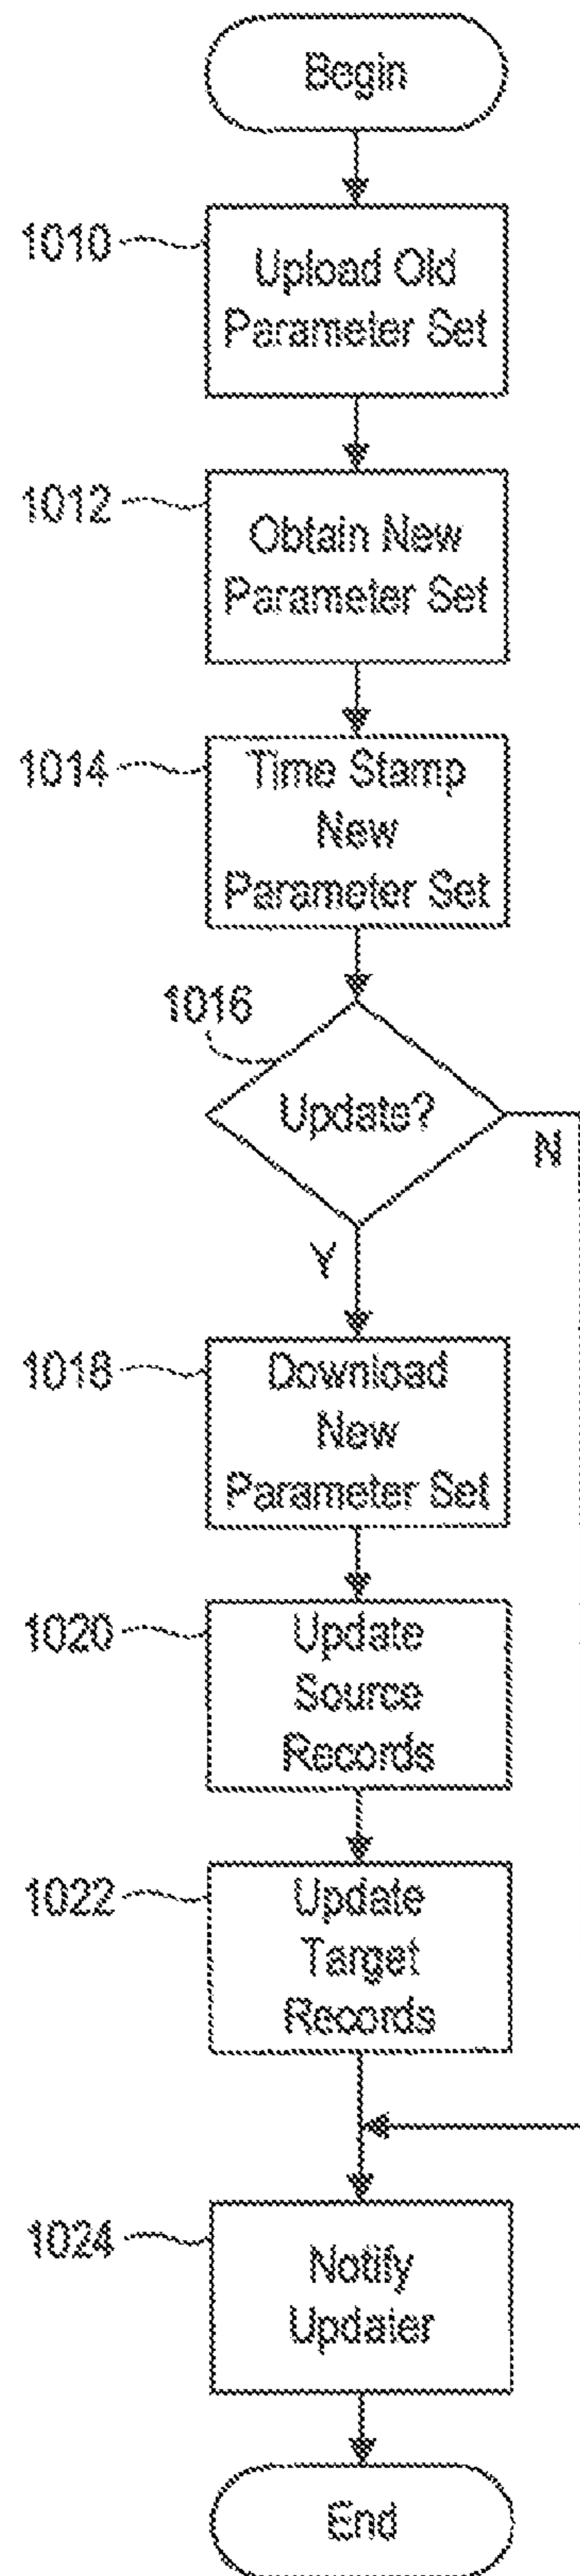 Begin
1010
Upload Old
Parameter Set
1012
Obtain New
Parameter Set
1014
Time Stamp
New
Parameter Set
1016
Update?
N
Y
1018
Download
New
Parameter Set
1020
Update
Source
Records
1022
Update
Target
Records
1024
Notify
Updater
End